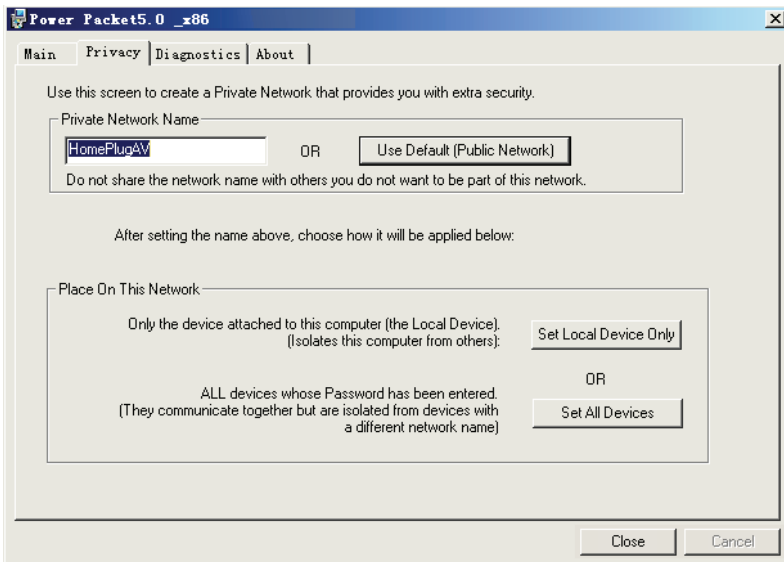 Power Packet5.0 _x86
Main Privacy Diagnostics About
Use this screen to create a Private Network that provides you with extra security.
Private Network Name
HomePlugAV OR Use Default (Public Network)
Do not share the network name with others you do not want to be part of this network.
After setting the name above, choose how it will be applied below:
Place On This Network
Only the device attached to this computer (the Local Device).
(Isolates this computer from others):
Set Local Device Only
OR
ALL devices whose Password has been entered.
(They communicate together but are isolated from devices with
a different network name)
Set All Devices
Close Cancel